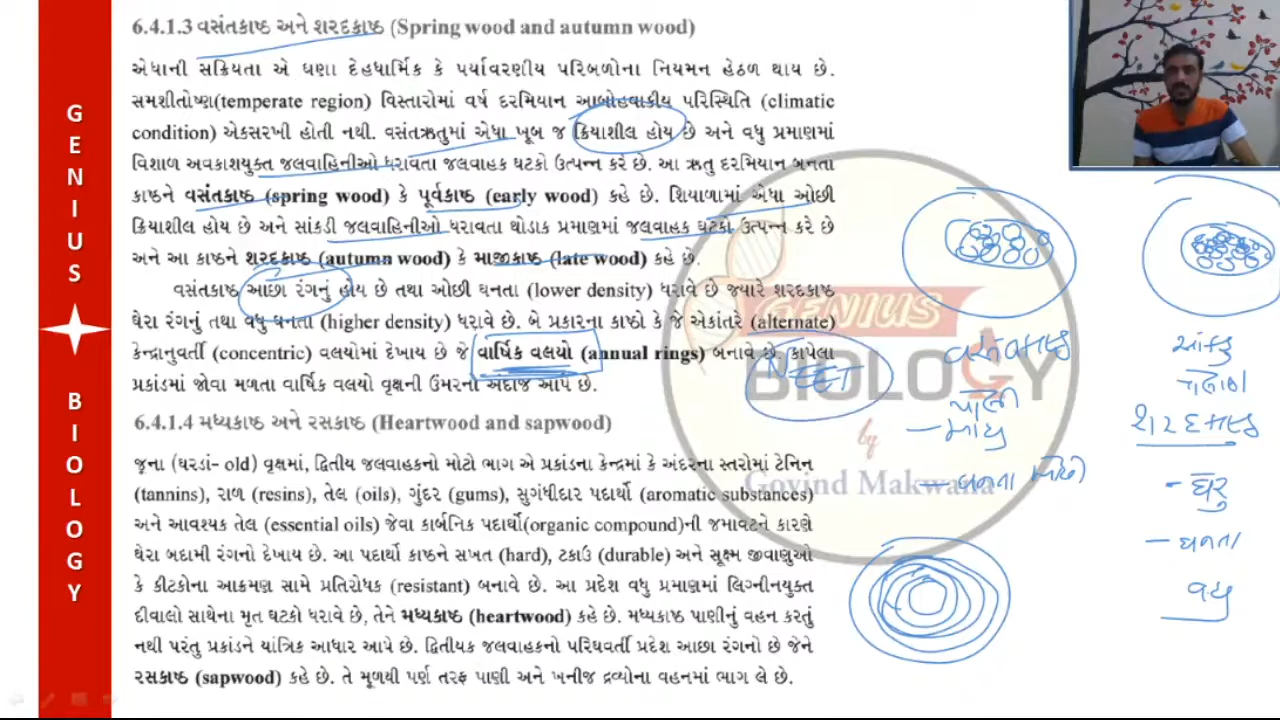 GENIUS BIOLOGY
6.4.1.3 વસંતકાષ્ઠ અને શરદકાષ્ઠ (Spring wood and autumn wood)
એધાની સક્રિયતા એ ઘણા દેહધાર્મિક કે પર્યાવરણીય પરિબળોના નિયમન હેઠળ થાય છે.
સમશીતોષ્ણ(temperate region) વિસ્તારોમાં વર્ષ દરમિયાન આબોહવાકીય પરિસ્થિતિ (climatic
condition) એકસરખી હોતી નથી. વસંતઋતુમાં એધા ખૂબ જ ક્રિયાશીલ હોય છે અને વધુ પ્રમાણમાં
વિશાળ અવકાશયુક્ત જલવાહિનીઓ ધરાવતા જલવાહક ઘટકો ઉત્પન્ન કરે છે. આ ઋતુ દરમિયાન બનતા
કાષ્ઠને વસંતકાષ્ઠ (spring wood) કે પૂર્વકાષ્ઠ (early wood) કહે છે. શિયાળામાં એધા ઓછી
ક્રિયાશીલ હોય છે અને સાંકડી જલવાહિનીઓ ધરાવતા થોડાક પ્રમાણમાં જલવાહક ઘટકો ઉત્પન્ન કરે છે
અને આ કાષ્ઠને શરદકાષ્ઠ (autumn wood) કે માજીકાષ્ઠ (late wood) કહે છે.
વસંતકાષ્ઠ આછા રંગનું હોય છે તથા ઓછી ઘનતા (lower density) ધરાવે છે જ્યારે શરદકાષ્ઠ
ઘેરા રંગનું તથા વધુ ઘનતા (higher density) ધરાવે છે. બે પ્રકારના કાષ્ઠો કે જે એકાંતરે (alternate)
કેન્દ્રાનુવર્તી (concentric) વલયોમાં દેખાય છે જે વાર્ષિક વલયો (annual rings) બનાવે છે. કાપેલા
પ્રકાંડમાં જોવા મળતા વાર્ષિક વલયો વૃક્ષની ઉંમરનો અંદાજ આપે છે.
NEET
6.4.1.4 મધ્યકાષ્ઠ અને રસકાષ્ઠ (Heartwood and sapwood)
જૂના (ઘરડાં- old) વૃક્ષમાં, દ્વિતીય જલવાહકનો મોટો ભાગ એ પ્રકાંડના કેન્દ્રમાં કે અંદરના સ્તરોમાં ટેનિન
(tannins), રાળ (resins), તેલ (oils), ગુંદર (gums), સુગંધીદાર પદાર્થો (aromatic substances)
અને આવશ્યક તેલ (essential oils) જેવા કાર્બનિક પદાર્થો(organic compound)ની જમાવટને કારણે
ઘેરા બદામી રંગનો દેખાય છે. આ પદાર્થો કાષ્ઠને સખત (hard), ટકાઉ (durable) અને સૂક્ષ્મ જીવાણુઓ
કે કીટકોના આક્રમણ સામે પ્રતિરોધક (resistant) બનાવે છે. આ પ્રદેશ વધુ પ્રમાણમાં લિગ્નીનયુક્ત
દીવાલો સાથેના મૃત ઘટકો ધરાવે છે, તેને મધ્યકાષ્ઠ (heartwood) કહે છે. મધ્યકાષ્ઠ પાણીનું વહન કરતું
નથી પરંતુ પ્રકાંડને યાંત્રિક આધાર આપે છે. દ્વિતીયક જલવાહકનો પરિઘવર્તી પ્રદેશ આછા રંગનો છે જેને
રસકાષ્ઠ (sapwood) કહે છે. તે મૂળથી પર્ણ તરફ પાણી અને ખનીજ દ્રવ્યોના વહનમાં ભાગ લે છે.
GENIUS
BIOLOGY
by
Govind Makwana
શરદકાષ્ઠ
- ઘેરુ
- ઘનતા
વધુ